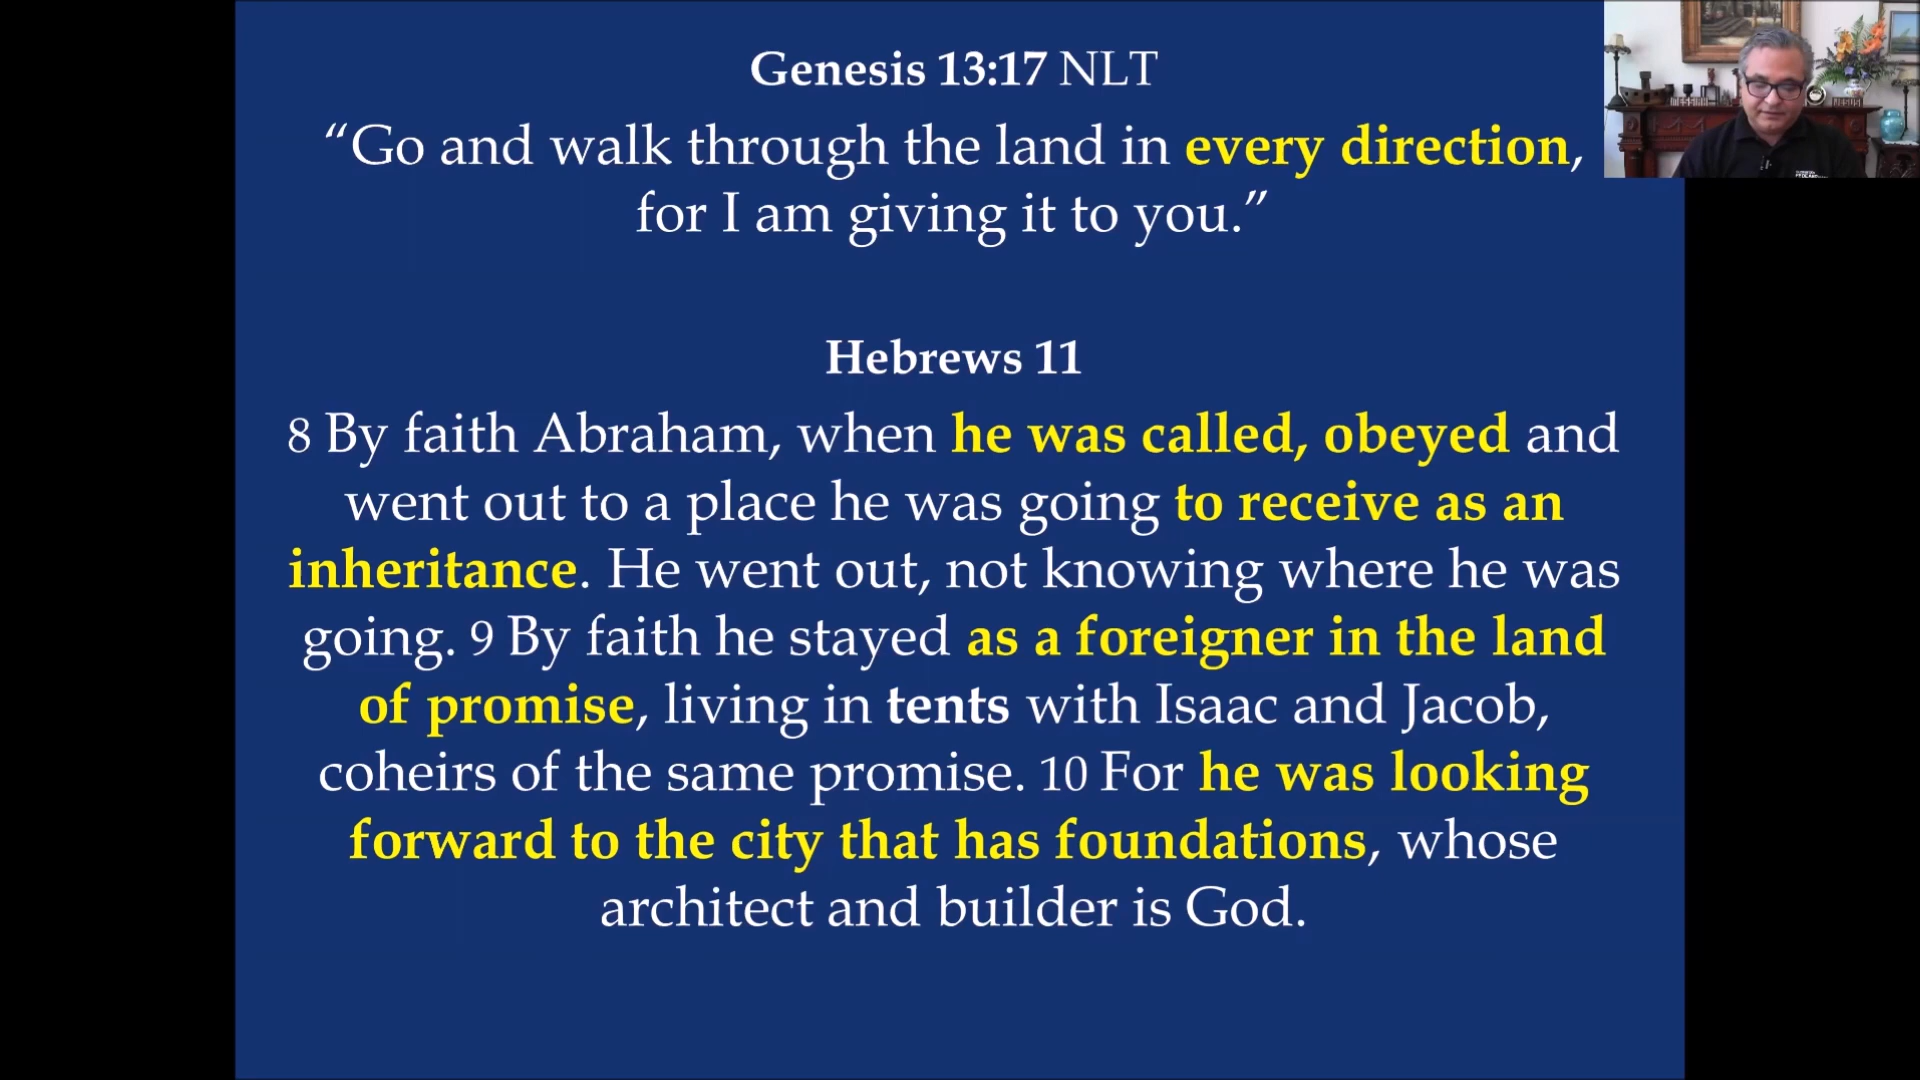 Genesis 13:17 NLT
“Go and walk through the land in every direction,
for I am giving it to you.”
Hebrews 11
8 By faith Abraham, when he was called, obeyed and
went out to a place he was going to receive as an
inheritance. He went out, not knowing where he was
going. 9 By faith he stayed as a foreigner in the land
of promise, living in tents with Isaac and Jacob,
coheirs of the same promise. 10 For he was looking
forward to the city that has foundations, whose
architect and builder is God.